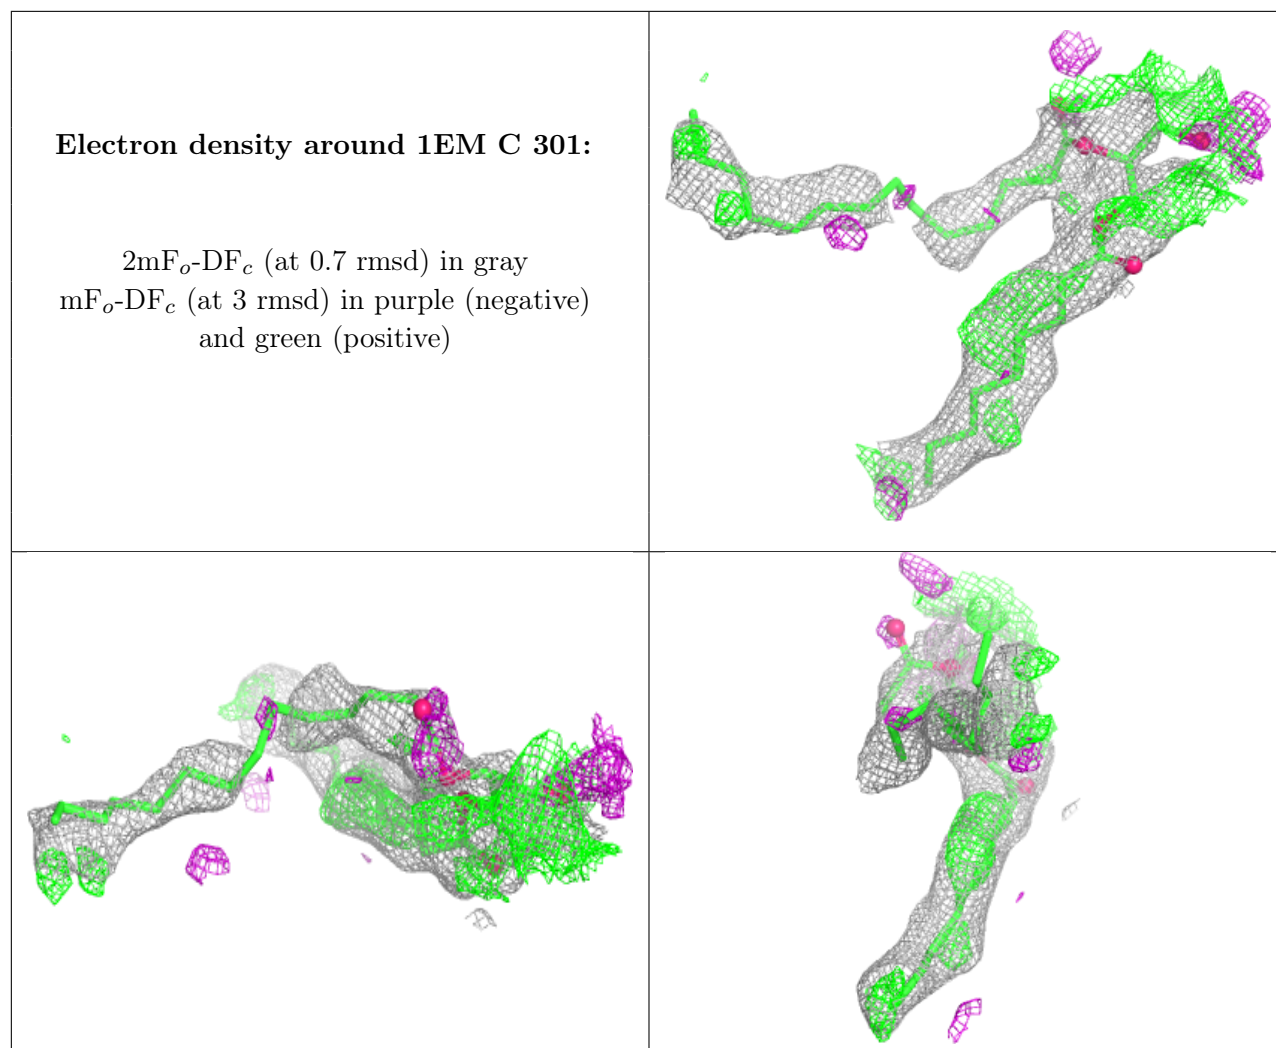 Electron density around 1EM C 301:
2mFo-DFc (at 0.7 rmsd) in gray
mFo-DFc (at 3 rmsd) in purple (negative)
and green (positive)